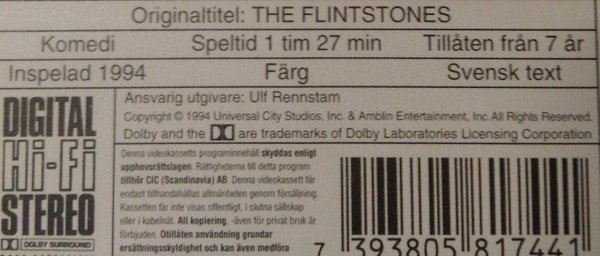 Originaltitel: THE FLINTSTONES
Komedi Speltid 1 tim 27 min Tillåten från 7 år
Inspelad 1994 Färg Svensk text
DIGITAL
Hi-Fi
STEREO
DOLBY SURROUND
Ansvarig utgivare: Ulf Rennstam
Copyright © 1994 Universal City Studios, Inc. & Amblin Entertainment, Inc.All Rights Reserved.
Dolby and the are trademarks of Dolby Laboratories Licensing Corporation
Denna videokassetts programinnehåll skyddas enligt
upphovsrättslagen. Rättigheterna till detta program
tillhör CIC (Scandinavia) AB. Denna videokassett får
endast tillhandahållas allmänheten genom försäljning.
Kassetten får inte visas offentligt, i slutna sällskap
eller i kabelnät. All kopiering, -även för privat bruk är
förbjuden. Otillåten användning grundar
ersättningsskyldighet och kan även medföra
7 393805 817441